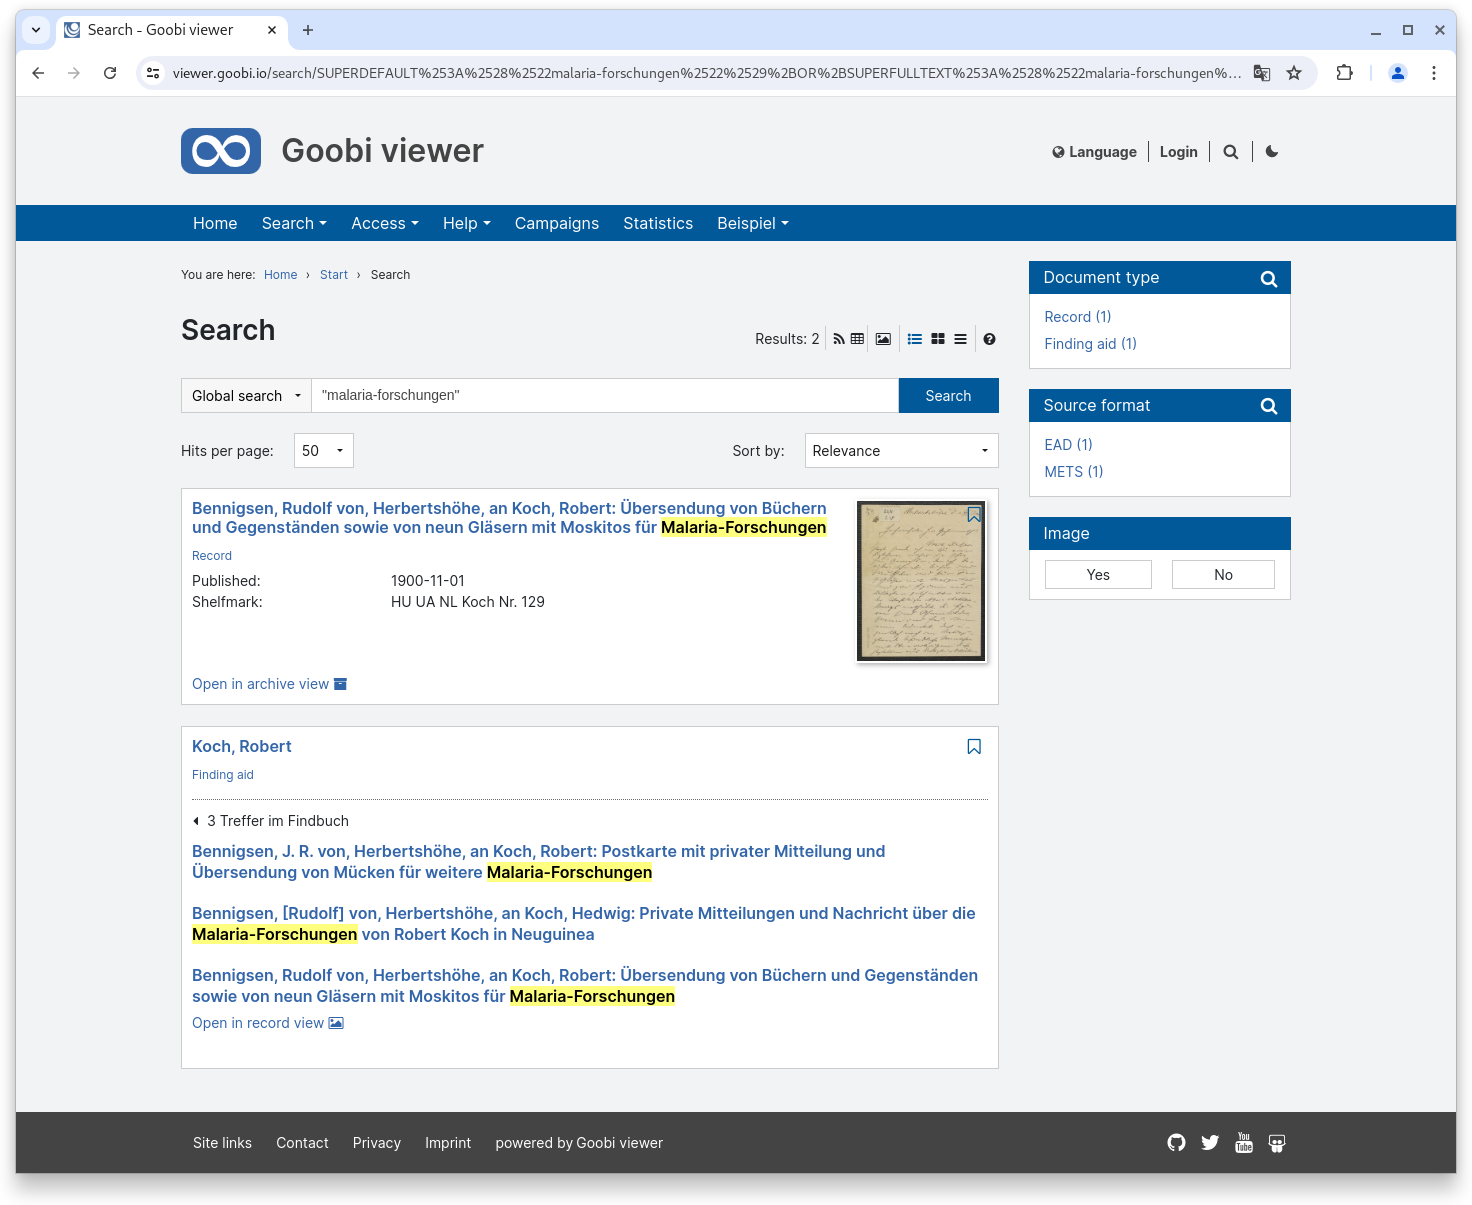 Search - Goobi viewer
viewer.goobi.io/search/SUPERDEFAULT%253A%2528%2522malaria-forschungen%2522%2529%2BOR%2BSUPERFULLTEXT%253A%2528%2522malaria-forschungen%...
Goobi viewer
Language
Login
Home Search Access Help Campaigns Statistics Beispiel
You are here: Home › Start › Search
Search
Results: 2
Global search
"malaria-forschungen"
Search
Hits per page: 50
Sort by: Relevance
Bennigsen, Rudolf von, Herbertshöhe, an Koch, Robert: Übersendung von Büchern
und Gegenständen sowie von neun Gläsern mit Moskitos für Malaria-Forschungen
Record
Published: 1900-11-01
Shelfmark: HU UA NL Koch Nr. 129
Open in archive view
Koch, Robert
Finding aid
3 Treffer im Findbuch
Bennigsen, J. R. von, Herbertshöhe, an Koch, Robert: Postkarte mit privater Mitteilung und
Übersendung von Mücken für weitere Malaria-Forschungen
Bennigsen, [Rudolf] von, Herbertshöhe, an Koch, Hedwig: Private Mitteilungen und Nachricht über die
Malaria-Forschungen von Robert Koch in Neuguinea
Bennigsen, Rudolf von, Herbertshöhe, an Koch, Robert: Übersendung von Büchern und Gegenständen
sowie von neun Gläsern mit Moskitos für Malaria-Forschungen
Open in record view
Document type
Record (1)
Finding aid (1)
Source format
EAD (1)
METS (1)
Image
Yes No
Site links Contact Privacy Imprint powered by Goobi viewer
You
Tube